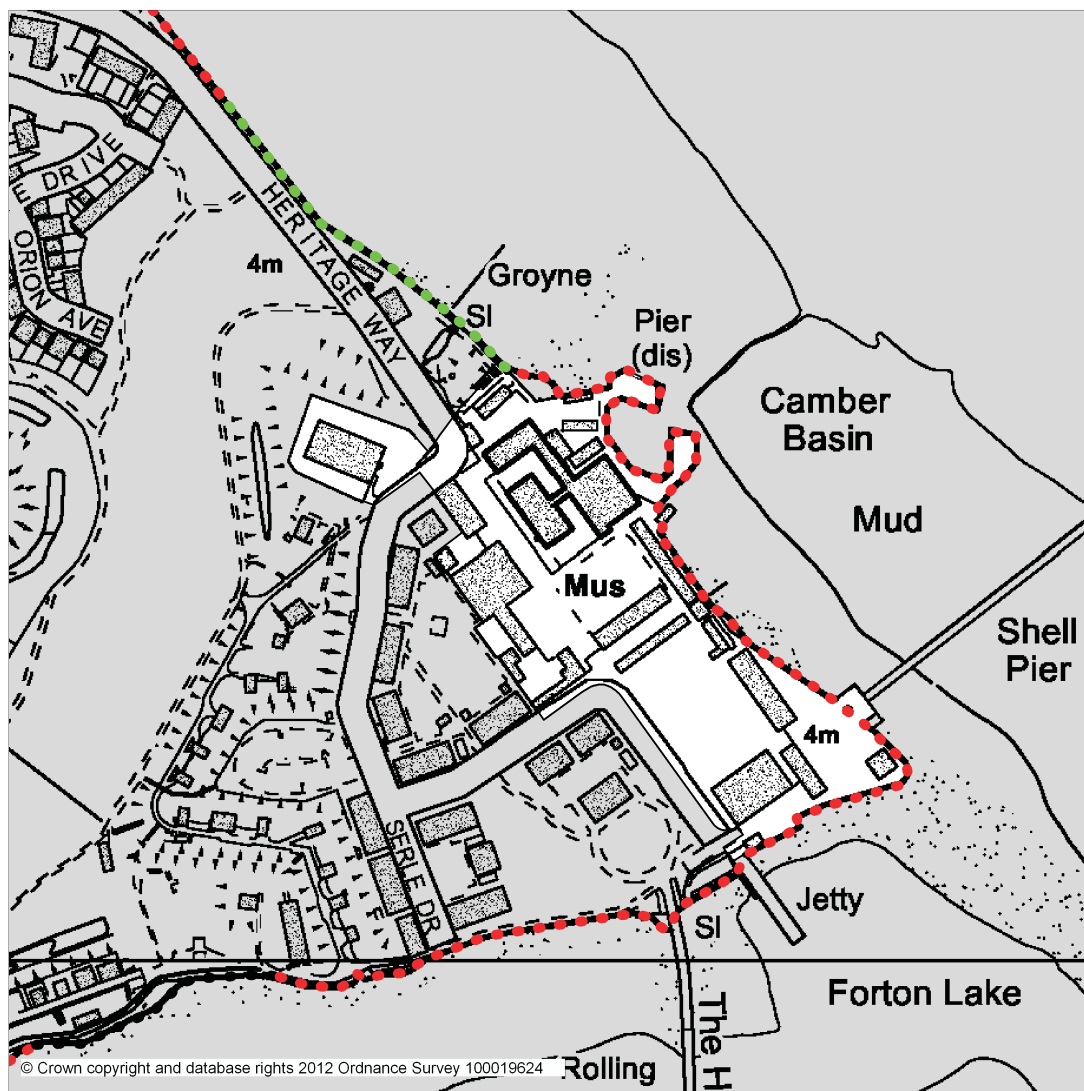 E DRIVE
ORION AVE
HERITAGE WAY
4m
Groyne
Sl
Pier
(dis)
Camber
Basin
Mud
Mus
Shell
Pier
4m
SERLE DR
Jetty
Sl
Forton Lake
The H
Rolling
© Crown copyright and database rights 2012 Ordnance Survey 100019624